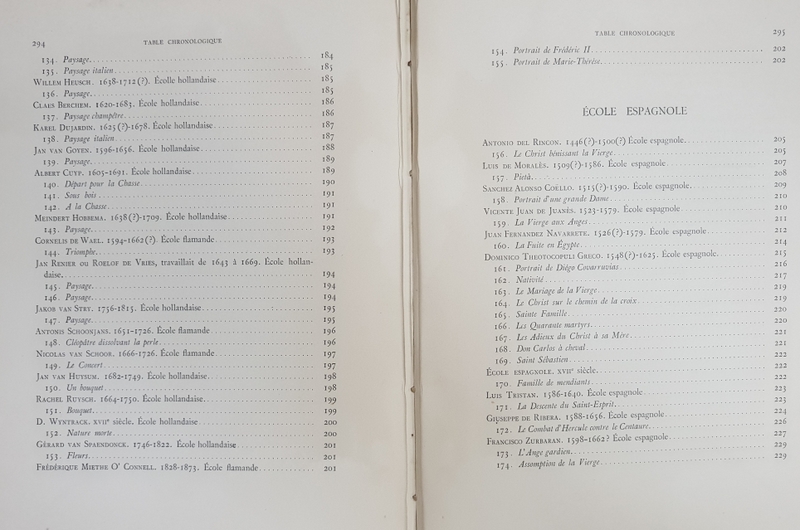 294 TABLE CHRONOLOGIQUE
134. Paysage. 184
135. Paysage italien 185
WILLEM HEUSCH. 1638-1712(?). École hollandaise 185
136. Paysage 185
CLAES BERCHEM. 1620-1683. École hollandaise 186
137. Paysage champêtre 186
KAREL DUJARDIN. 1625(?)-1678. École hollandaise 187
138. Paysage italien 187
JAN VAN GOYEN. 1596-1656. École hollandaise 188
139. Paysage 189
ALBERT CUYP. 1605-1691. École hollandaise 189
140. Départ pour la Chasse 190
141. Sous bois 191
142. A la Chasse 191
MEINDERT HOBBEMA. 1638(?)-1709. École hollandaise 191
143. Paysage 192
CORNELIS DE WAEL. 1594-1662(?). École flamande 193
144. Triomphe 193
JAN RENIER OU ROELOF DE VRIES, travaillait de 1643 à 1669. École hollan-
daise 194
145. Paysage 194
146. Paysage 194
JAKOB VAN STRY. 1756-1815. École hollandaise 195
147. Paysage 195
ANTONIS SCHOONJANS. 1651-1726. École flamande 196
148. Cléopâtre dissolvant la perle 196
NICOLAS VAN SCHOOR. 1666-1726. École flamande 197
149. Le Concert 197
JAN VAN HUYSUM. 1682-1749. École hollandaise 198
150. Un bouquet 198
RACHEL RUYSCH. 1664-1750. École hollandaise 199
151. Bouquet 199
D. WYNTRACK. XVIIe siècle. École hollandaise 200
152. Nature morte 200
GÉRARD VAN SPAENDONCK. 1746-1822. École hollandaise 201
153. Fleurs 201
FRÉDÉRIQUE MIETHE O' CONNELL. 1828-1873. École flamande 201
TABLE CHRONOLOGIQUE 295
154. Portrait de Frédéric II 202
155. Portrait de Marie-Thérèse 202
ÉCOLE ESPAGNOLE
ANTONIO DEL RINCON. 1446(?)-1500(?) École espagnole 205
156. Le Christ bénissant la Vierge 205
LUIS DE MORALÈS. 1509(?)-1586. École espagnole 207
157. Pietà 208
SANCHEZ ALONSO COËLLO. 1515(?)-1590. École espagnole 209
158. Portrait d'une grande Dame 210
VICENTE JUAN DE JUANÈS. 1523-1579. École espagnole 210
159. La Vierge aux Anges 211
JUAN FERNANDEZ NAVARRETE. 1526(?)-1579. École espagnole 212
160. La Fuite en Égypte 214
DOMINICO THEOTOCOPULI GRECO. 1548(?)-1625. École espagnole 215
161. Portrait de Diégo Covarruvias 216
162. Nativité 217
163. Le Mariage de la Vierge 219
164. Le Christ sur le chemin de la croix 219
165. Sainte Famille 220
166. Les Quarante martyrs 220
167. Les Adieux du Christ à sa Mère 221
168. Don Carlos à cheval 221
169. Saint Sébastien 222
ÉCOLE ESPAGNOLE. XVIIe siècle 222
170. Famille de mendiants 222
LUIS TRISTAN. 1586-1640. École espagnole 223
171. La Descente du Saint-Esprit 223
GIUSEPPE DE RIBERA. 1588-1656. École espagnole 224
172. Le Combat d'Hercule contre le Centaure 226
FRANCISCO ZURBARAN. 1598-1662? École espagnole 227
173. L'Ange gardien 229
174. Assomption de la Vierge 229